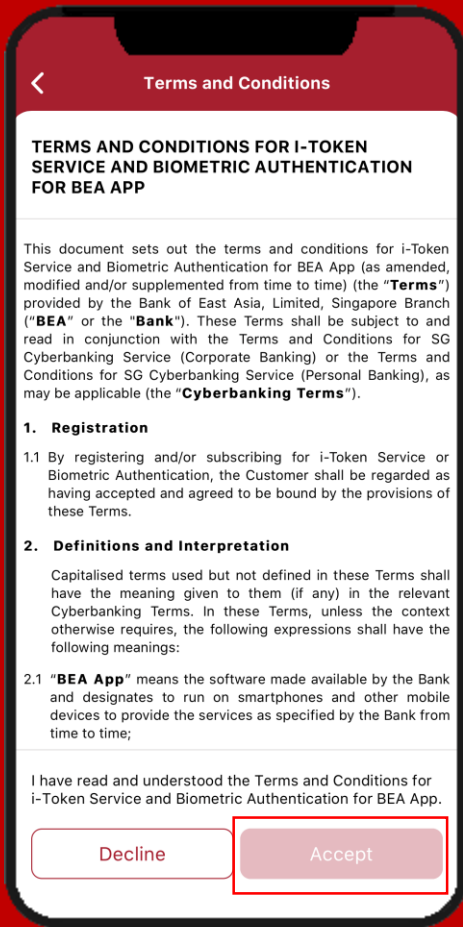 Terms and Conditions
TERMS AND CONDITIONS FOR I-TOKEN
SERVICE AND BIOMETRIC AUTHENTICATION
FOR BEA APP
This document sets out the terms and conditions for i-Token
Service and Biometric Authentication for BEA App (as amended,
modified and/or supplemented from time to time) (the “Terms”)
provided by the Bank of East Asia, Limited, Singapore Branch
(“BEA” or the "Bank"). These Terms shall be subject to and
read in conjunction with the Terms and Conditions for SG
Cyberbanking Service (Corporate Banking) or the Terms and
Conditions for SG Cyberbanking Service (Personal Banking), as
may be applicable (the “Cyberbanking Terms”).
1. Registration
1.1 By registering and/or subscribing for i-Token Service or
Biometric Authentication, the Customer shall be regarded as
having accepted and agreed to be bound by the provisions of
these Terms.
2. Definitions and Interpretation
Capitalised terms used but not defined in these Terms shall
have the meaning given to them (if any) in the relevant
Cyberbanking Terms. In these Terms, unless the context
otherwise requires, the following expressions shall have the
following meanings:
2.1 “BEA App” means the software made available by the Bank
and designates to run on smartphones and other mobile
devices to provide the services as specified by the Bank from
time to time;
I have read and understood the Terms and Conditions for
i-Token Service and Biometric Authentication for BEA App.
Decline
Accept